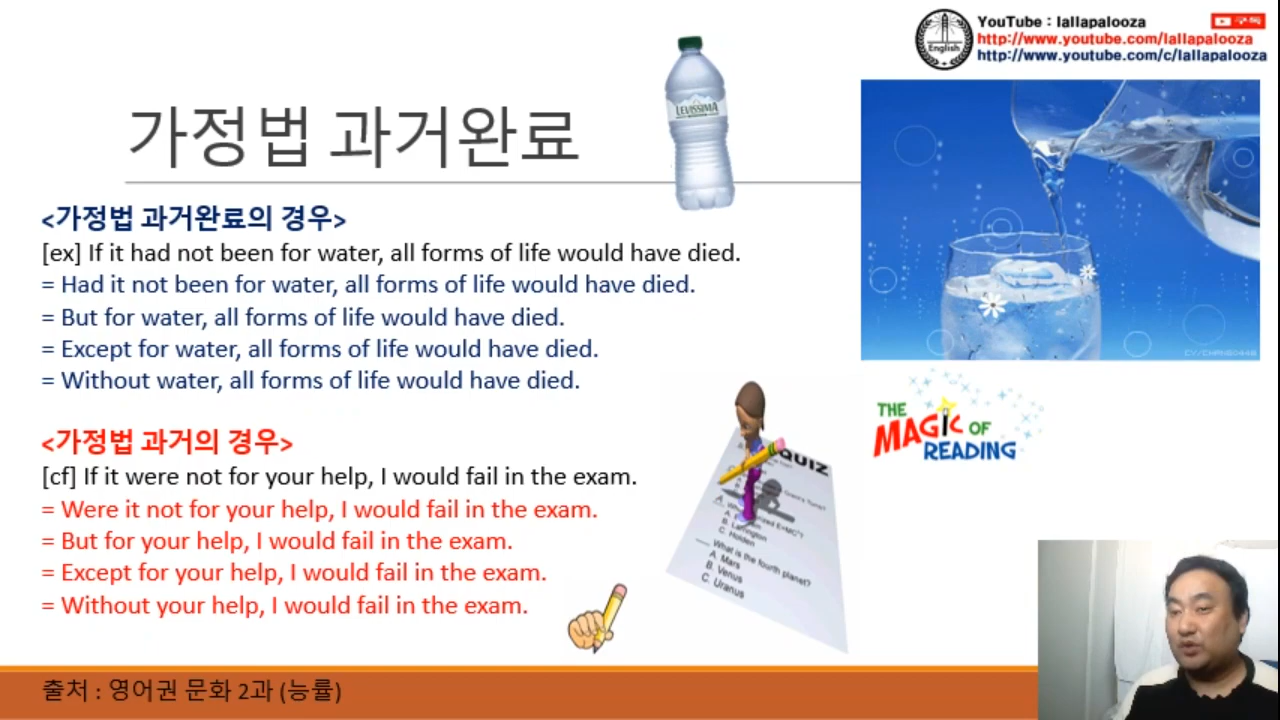 YouTube : lallapalooza
구독
http://www.youtube.com/lallapalooza
http://www.youtube.com/c/lallapalooza
English
가정법 과거완료
LEVISSIMA
<가정법 과거완료의 경우>
[ex] If it had not been for water, all forms of life would have died.
= Had it not been for water, all forms of life would have died.
= But for water, all forms of life would have died.
= Except for water, all forms of life would have died.
= Without water, all forms of life would have died.
<가정법 과거의 경우>
[cf] If it were not for your help, I would fail in the exam.
= Were it not for your help, I would fail in the exam.
= But for your help, I would fail in the exam.
= Except for your help, I would fail in the exam.
= Without your help, I would fail in the exam.
THE
MAGIC OF
READING
QUIZ
C. Holden
What is the fourth planet?
A. Mars
B. Venus
C. Uranus
출처 : 영어권 문화 2과 (능률)